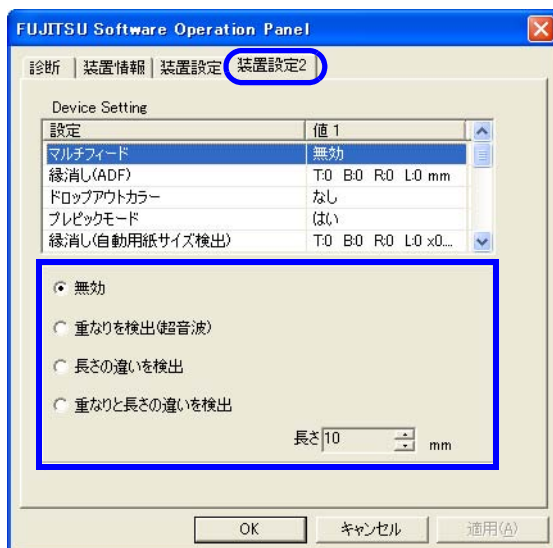 FUJITSU Software Operation Panel
診断 装置情報 装置設定 装置設定2
Device Setting
設定 値 1
マルチフィード 無効
縁消し(ADF) T:0 B:0 R:0 L:0 mm
ドロップアウトカラー なし
プレピックモード はい
縁消し(自動用紙サイズ検出) T:0 B:0 R:0 L:0 x0....
無効
重なりを検出(超音波)
長さの違いを検出
重なりと長さの違いを検出
長さ 10 mm
OK キャンセル 適用(A)